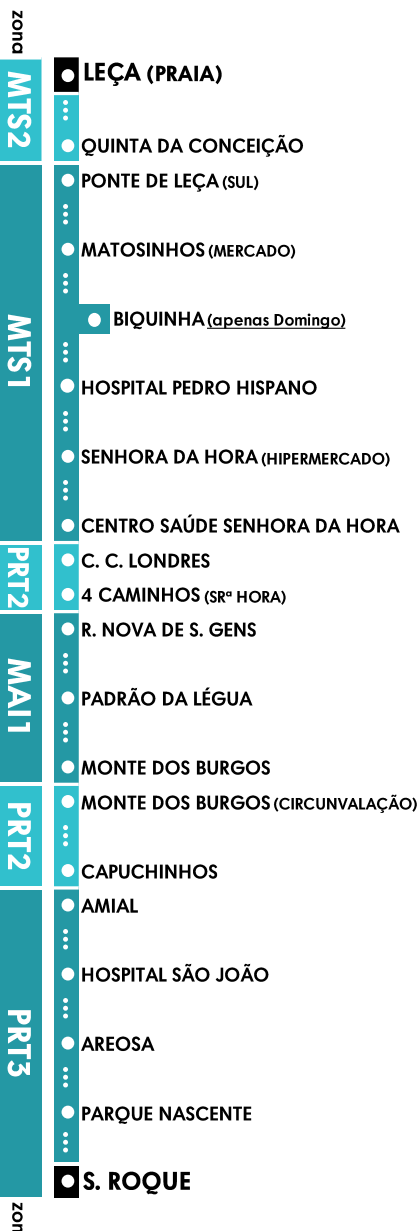 zona
LEÇA (PRAIA)
MTS2
QUINTA DA CONCEIÇÃO
PONTE DE LEÇA (SUL)
MATOSINHOS (MERCADO)
BIQUINHA (apenas Domingo)
MTS1
HOSPITAL PEDRO HISPANO
SENHORA DA HORA (HIPERMERCADO)
CENTRO SAÚDE SENHORA DA HORA
C. C. LONDRES
PRT2
4 CAMINHOS (SRª HORA)
R. NOVA DE S. GENS
MAI1
PADRÃO DA LÉGUA
MONTE DOS BURGOS
MONTE DOS BURGOS (CIRCUNVALAÇÃO)
PRT2
CAPUCHINHOS
AMIAL
HOSPITAL SÃO JOÃO
PRT3
AREOSA
PARQUE NASCENTE
S. ROQUE
zon